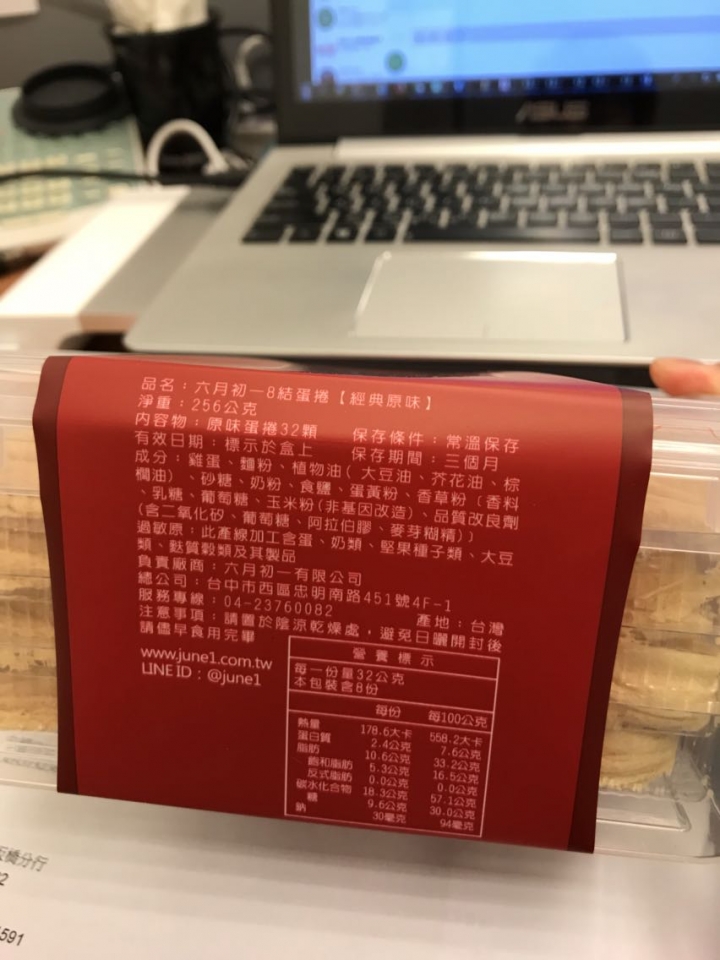 ASUS
品名：六月初一8結蛋捲【經典原味】
淨重：256公克
內容物：原味蛋捲32顆　保存條件：常溫保存
有效日期：標示於盒上　保存期間：三個月
成分：雞蛋、麵粉、植物油（大豆油、芥花油、棕
櫚油）、砂糖、奶粉、食鹽、蛋黃粉、香草粉〔香料
、乳糖、葡萄糖、玉米粉(非基因改造)、品質改良劑
(含二氧化矽、葡萄糖、阿拉伯膠、麥芽糊精)〕
過敏原：此產線加工含蛋、奶類、堅果種子類、大豆
類、麩質穀類及其製品
負責廠商：六月初一有限公司
總公司：台中市西區忠明南路451號4F-1
服務專線：04-23760082　產地：台灣
注意事項：請置於陰涼乾燥處，避免日曬開封後
請儘早食用完畢
www.june1.com.tw
LINE ID：@june1
營養標示
每一份量32公克
本包裝含8份
每份　每100公克
熱量　178.6大卡　558.2大卡
蛋白質　2.4公克　7.6公克
脂肪　10.6公克　33.2公克
飽和脂肪　5.3公克　16.5公克
反式脂肪　0.0公克　0.0公克
碳水化合物　18.3公克　57.1公克
糖　9.6公克　30.0公克
鈉　30毫克　94毫克
橋分行
2
591